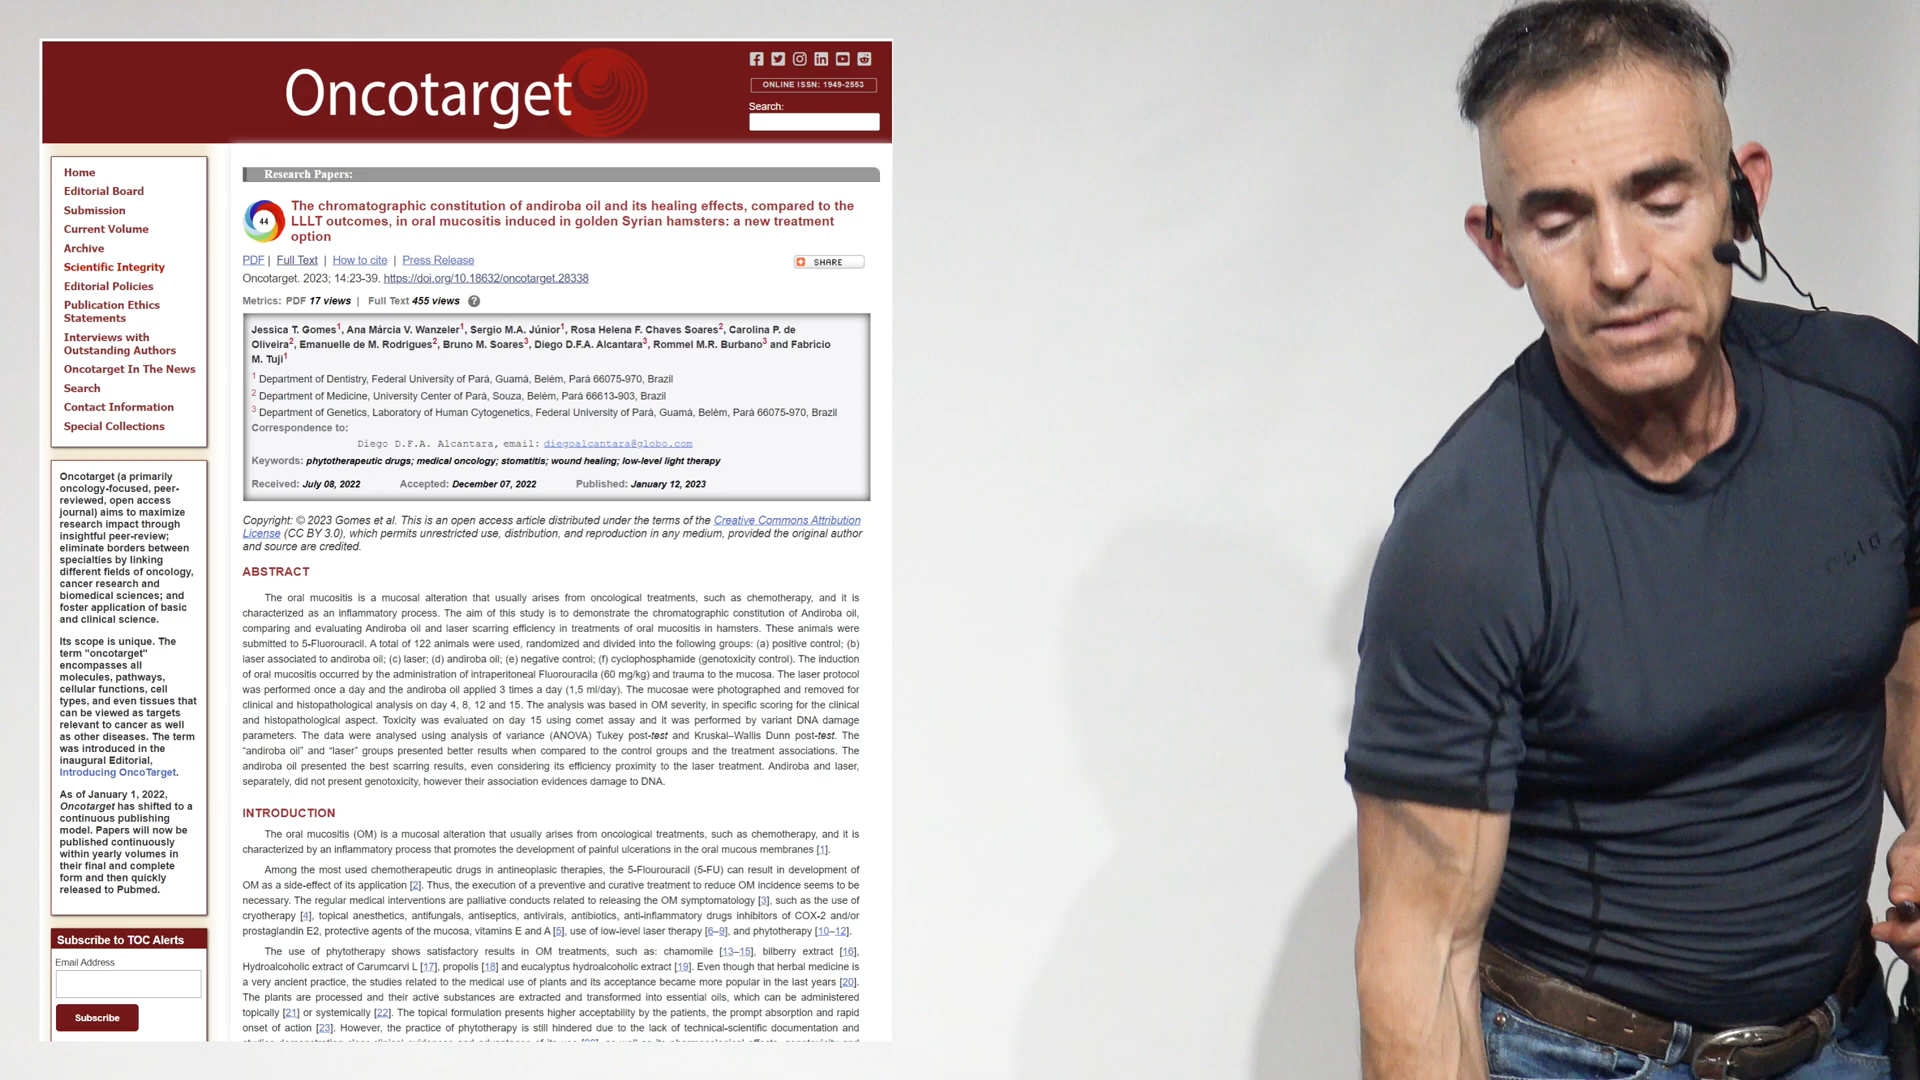 Oncotarget
ONLINE ISSN: 1949-2553
Search:
Home
Editorial Board
Submission
Current Volume
Archive
Scientific Integrity
Editorial Policies
Publication Ethics
Statements
Interviews with
Outstanding Authors
Oncotarget In The News
Search
Contact Information
Special Collections
Oncotarget (a primarily
oncology-focused, peer-
reviewed, open access
journal) aims to maximize
research impact through
insightful peer-review;
eliminate borders between
specialties by linking
different fields of oncology,
cancer research and
biomedical sciences; and
foster application of basic
and clinical science.
Its scope is unique. The
term "oncotarget"
encompasses all
molecules, pathways,
cellular functions, cell
types, and even tissues that
can be viewed as targets
relevant to cancer as well
as other diseases. The term
was introduced in the
inaugural Editorial,
Introducing OncoTarget.
As of January 1, 2022,
Oncotarget has shifted to a
continuous publishing
model. Papers will now be
published continuously
within yearly volumes in
their final and complete
form and then quickly
released to Pubmed.
Subscribe to TOC Alerts
Email Address
Subscribe
Research Papers:
44
The chromatographic constitution of andiroba oil and its healing effects, compared to the
LLLT outcomes, in oral mucositis induced in golden Syrian hamsters: a new treatment
option
PDF | Full Text | How to cite | Press Release
SHARE
Oncotarget. 2023; 14:23-39. https://doi.org/10.18632/oncotarget.28338
Metrics: PDF 17 views | Full Text 455 views ?
Jessica T. Gomes1, Ana Márcia V. Wanzeler1, Sergio M.A. Júnior1, Rosa Helena F. Chaves Soares2, Carolina P. de
Oliveira2, Emanuelle de M. Rodrigues2, Bruno M. Soares3, Diego D.F.A. Alcantara3, Rommel M.R. Burbano3 and Fabricio
M. Tuji1
1 Department of Dentistry, Federal University of Pará, Guamá, Belém, Pará 66075-970, Brazil
2 Department of Medicine, University Center of Pará, Souza, Belém, Pará 66613-903, Brazil
3 Department of Genetics, Laboratory of Human Cytogenetics, Federal University of Pará, Guamá, Belém, Pará 66075-970, Brazil
Correspondence to:
Diego D.F.A. Alcantara, email: diegoalcantara@globo.com
Keywords: phytotherapeutic drugs; medical oncology; stomatitis; wound healing; low-level light therapy
Received: July 08, 2022 Accepted: December 07, 2022 Published: January 12, 2023
Copyright: © 2023 Gomes et al. This is an open access article distributed under the terms of the Creative Commons Attribution
License (CC BY 3.0), which permits unrestricted use, distribution, and reproduction in any medium, provided the original author
and source are credited.
ABSTRACT
The oral mucositis is a mucosal alteration that usually arises from oncological treatments, such as chemotherapy, and it is
characterized as an inflammatory process. The aim of this study is to demonstrate the chromatographic constitution of Andiroba oil,
comparing and evaluating Andiroba oil and laser scarring efficiency in treatments of oral mucositis in hamsters. These animals were
submitted to 5-Fluorouracil. A total of 122 animals were used, randomized and divided into the following groups: (a) positive control; (b)
laser associated to andiroba oil; (c) laser; (d) andiroba oil; (e) negative control; (f) cyclophosphamide (genotoxicity control). The induction
of oral mucositis occurred by the administration of intraperitoneal Fluorouracila (60 mg/kg) and trauma to the mucosa. The laser protocol
was performed once a day and the andiroba oil applied 3 times a day (1,5 ml/day). The mucosae were photographed and removed for
clinical and histopathological analysis on day 4, 8, 12 and 15. The analysis was based in OM severity, in specific scoring for the clinical
and histopathological aspect. Toxicity was evaluated on day 15 using comet assay and it was performed by variant DNA damage
parameters. The data were analysed using analysis of variance (ANOVA) Tukey post-test and Kruskal–Wallis Dunn post-test. The
“andiroba oil” and “laser” groups presented better results when compared to the control groups and the treatment associations. The
andiroba oil presented the best scarring results, even considering its efficiency proximity to the laser treatment. Andiroba and laser,
separately, did not present genotoxicity, however their association evidences damage to DNA.
INTRODUCTION
The oral mucositis (OM) is a mucosal alteration that usually arises from oncological treatments, such as chemotherapy, and it is
characterized by an inflammatory process that promotes the development of painful ulcerations in the oral mucous membranes [1].
Among the most used chemotherapeutic drugs in antineoplasic therapies, the 5-Flourouracil (5-FU) can result in development of
OM as a side-effect of its application [2]. Thus, the execution of a preventive and curative treatment to reduce OM incidence seems to be
necessary. The regular medical interventions are palliative conducts related to releasing the OM symptomatology [3], such as the use of
cryotherapy [4], topical anesthetics, antifungals, antiseptics, antivirals, antibiotics, anti-inflammatory drugs inhibitors of COX-2 and/or
prostaglandin E2, protective agents of the mucosa, vitamins E and A [5], use of low-level laser therapy [6–9], and phytotherapy [10–12].
The use of phytotherapy shows satisfactory results in OM treatments, such as: chamomile [13–15], bilberry extract [16],
Hydroalcoholic extract of Carumcarvi L [17], propolis [18] and eucalyptus hydroalcoholic extract [19]. Even though that herbal medicine is
a very ancient practice, the studies related to the medical use of plants and its acceptance became more popular in the last years [20].
The plants are processed and their active substances are extracted and transformed into essential oils, which can be administered
topically [21] or systemically [22]. The topical formulation presents higher acceptability by the patients, the prompt absorption and rapid
onset of action [23]. However, the practice of phytotherapy is still hindered due to the lack of technical-scientific documentation and